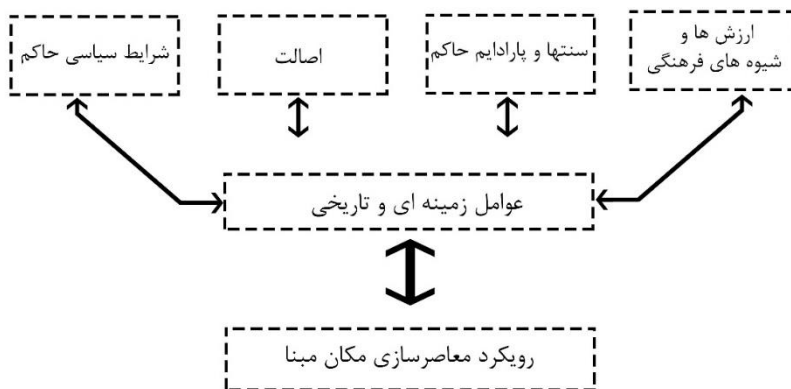 ارزش ها و
شیوه های فرهنگی
سنتها و پارادایم حاکم
اصالت
شرایط سیاسی حاکم
عوامل زمینه ای و تاریخی
رویکرد معاصرسازی مکان مبنا